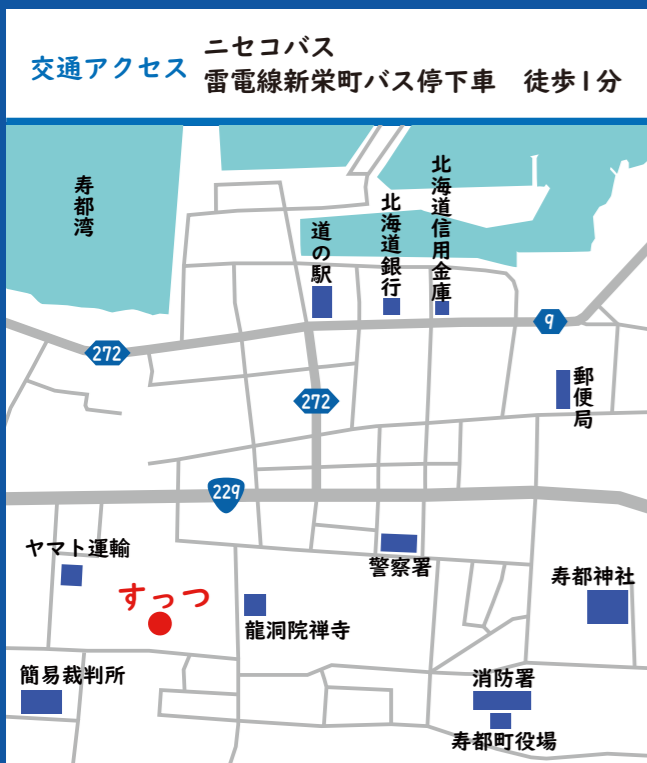 交通アクセス
ニセコバス
雷電線新栄町バス停下車　徒歩1分
寿都湾
道の駅
北海道銀行
北海道信用金庫
9
272
272
郵便局
229
ヤマト運輸
警察署
寿都神社
すっつ
龍洞院禅寺
簡易裁判所
消防署
寿都町役場